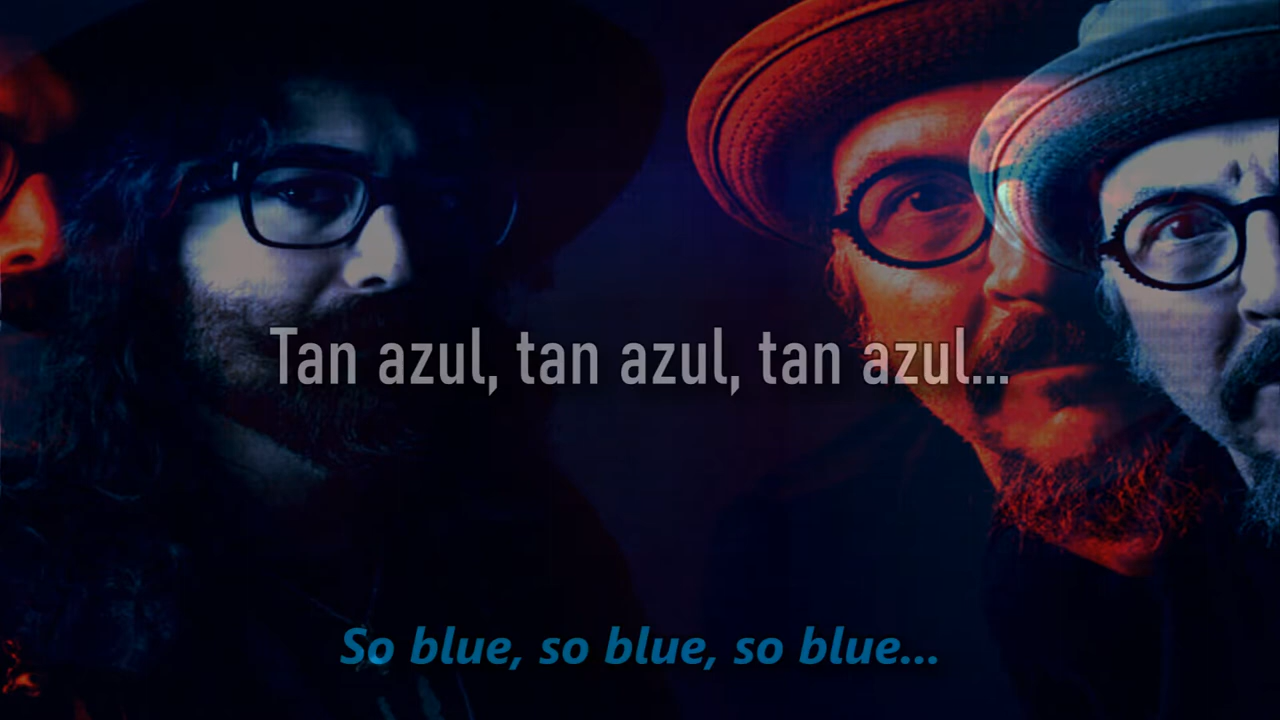 Tan azul, tan azul, tan azul...
So blue, so blue, so blue...